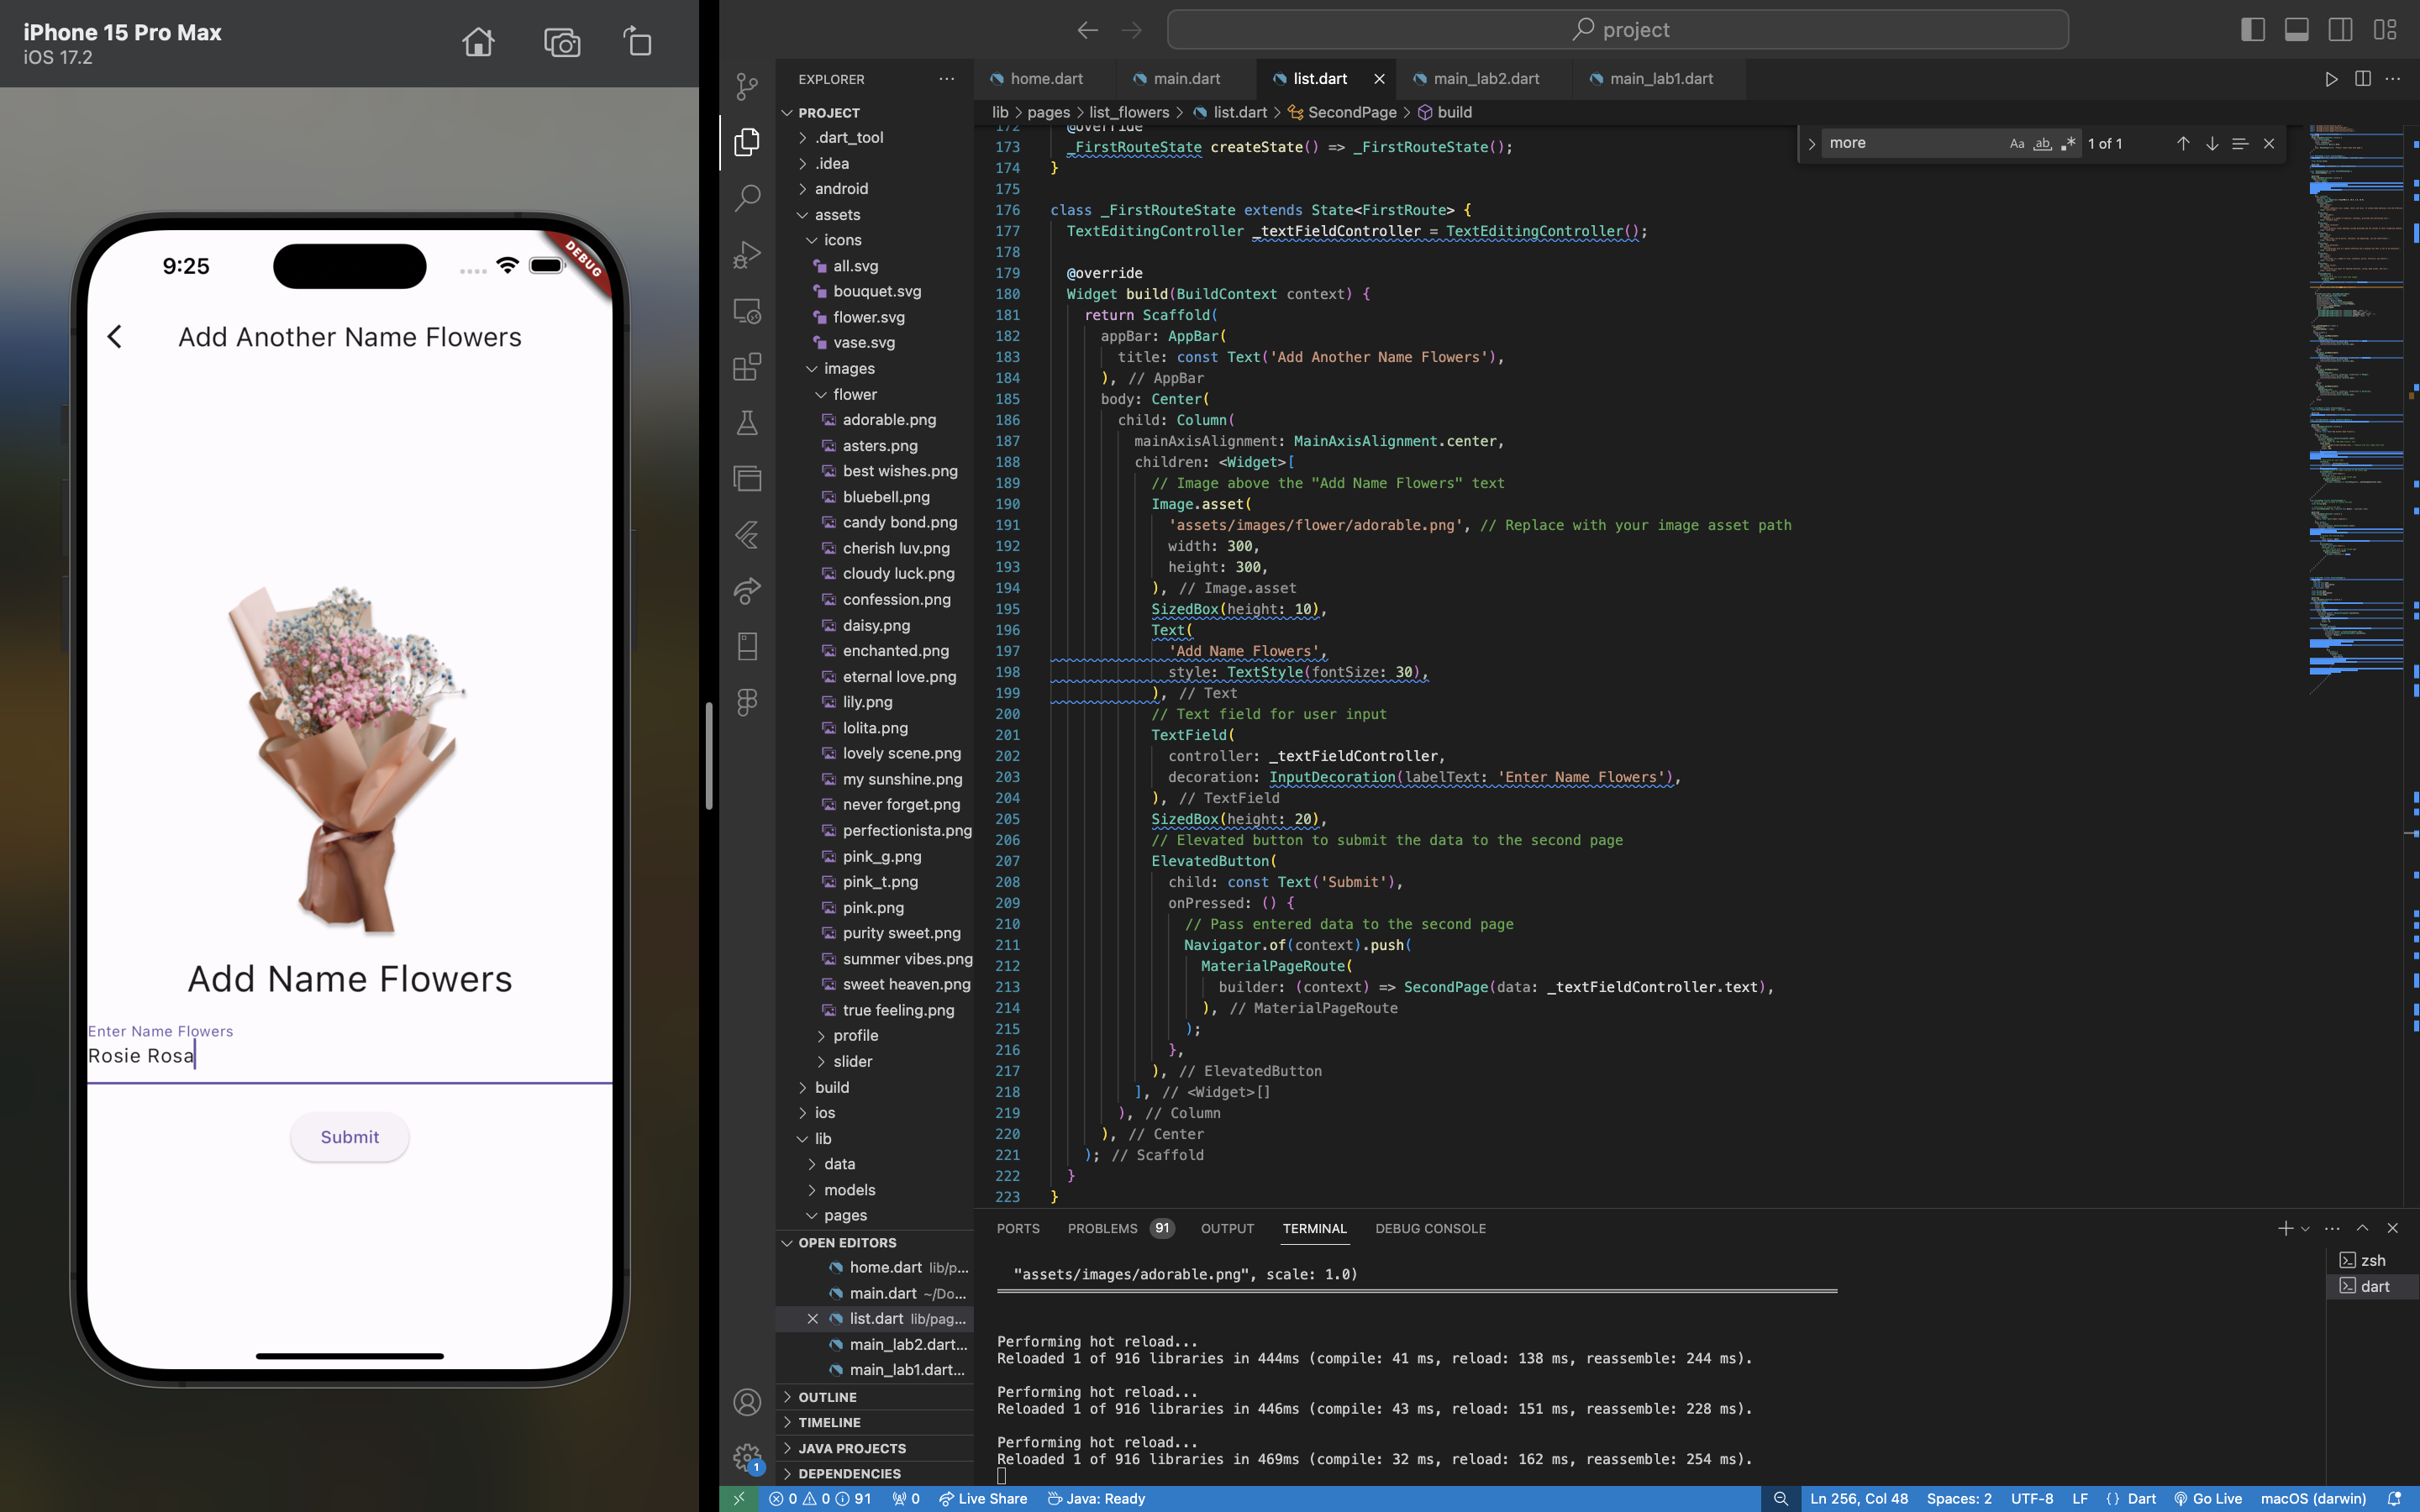 iPhone 15 Pro Max
iOS 17.2
9:25
DEBUG
Add Another Name Flowers
Add Name Flowers
Enter Name Flowers
Rosie Rosa
Submit
project
EXPLORER
PROJECT
.dart_tool
.idea
android
assets
icons
all.svg
bouquet.svg
flower.svg
vase.svg
images
flower
adorable.png
asters.png
best wishes.png
bluebell.png
candy bond.png
cherish luv.png
cloudy luck.png
confession.png
daisy.png
enchanted.png
eternal love.png
lily.png
lolita.png
lovely scene.png
my sunshine.png
never forget.png
perfectionista.png
pink_g.png
pink_t.png
pink.png
purity sweet.png
summer vibes.png
sweet heaven.png
true feeling.png
profile
slider
build
ios
lib
data
models
pages
OPEN EDITORS
home.dart lib/p...
main.dart ~/Do...
list.dart lib/pag...
main_lab2.dart...
main_lab1.dart...
OUTLINE
TIMELINE
JAVA PROJECTS
DEPENDENCIES
1
home.dart main.dart list.dart main_lab2.dart main_lab1.dart
lib > pages > list_flowers > list.dart > SecondPage > build
more Aa ab .* 1 of 1
172 @override
173 _FirstRouteState createState() => _FirstRouteState();
174 }
175
176 class _FirstRouteState extends State<FirstRoute> {
177 TextEditingController _textFieldController = TextEditingController();
178
179 @override
180 Widget build(BuildContext context) {
181 return Scaffold(
182 appBar: AppBar(
183 title: const Text('Add Another Name Flowers'),
184 ), // AppBar
185 body: Center(
186 child: Column(
187 mainAxisAlignment: MainAxisAlignment.center,
188 children: <Widget>[
189 // Image above the "Add Name Flowers" text
190 Image.asset(
191 'assets/images/flower/adorable.png', // Replace with your image asset path
192 width: 300,
193 height: 300,
194 ), // Image.asset
195 SizedBox(height: 10),
196 Text(
197 'Add Name Flowers',
198 style: TextStyle(fontSize: 30),
199 ), // Text
200 // Text field for user input
201 TextField(
202 controller: _textFieldController,
203 decoration: InputDecoration(labelText: 'Enter Name Flowers'),
204 ), // TextField
205 SizedBox(height: 20),
206 // Elevated button to submit the data to the second page
207 ElevatedButton(
208 child: const Text('Submit'),
209 onPressed: () {
210 // Pass entered data to the second page
211 Navigator.of(context).push(
212 MaterialPageRoute(
213 builder: (context) => SecondPage(data: _textFieldController.text),
214 ), // MaterialPageRoute
215 );
216 },
217 ), // ElevatedButton
218 ], // <Widget>[]
219 ), // Column
220 ), // Center
221 ); // Scaffold
222 }
223 }
PORTS PROBLEMS 91 OUTPUT TERMINAL DEBUG CONSOLE
"assets/images/adorable.png", scale: 1.0)
Performing hot reload...
Reloaded 1 of 916 libraries in 444ms (compile: 41 ms, reload: 138 ms, reassemble: 244 ms).
Performing hot reload...
Reloaded 1 of 916 libraries in 446ms (compile: 43 ms, reload: 151 ms, reassemble: 228 ms).
Performing hot reload...
Reloaded 1 of 916 libraries in 469ms (compile: 32 ms, reload: 162 ms, reassemble: 254 ms).
zsh
dart
0 0 91 0 Live Share Java: Ready Ln 256, Col 48 Spaces: 2 UTF-8 LF {} Dart Go Live macOS (darwin)